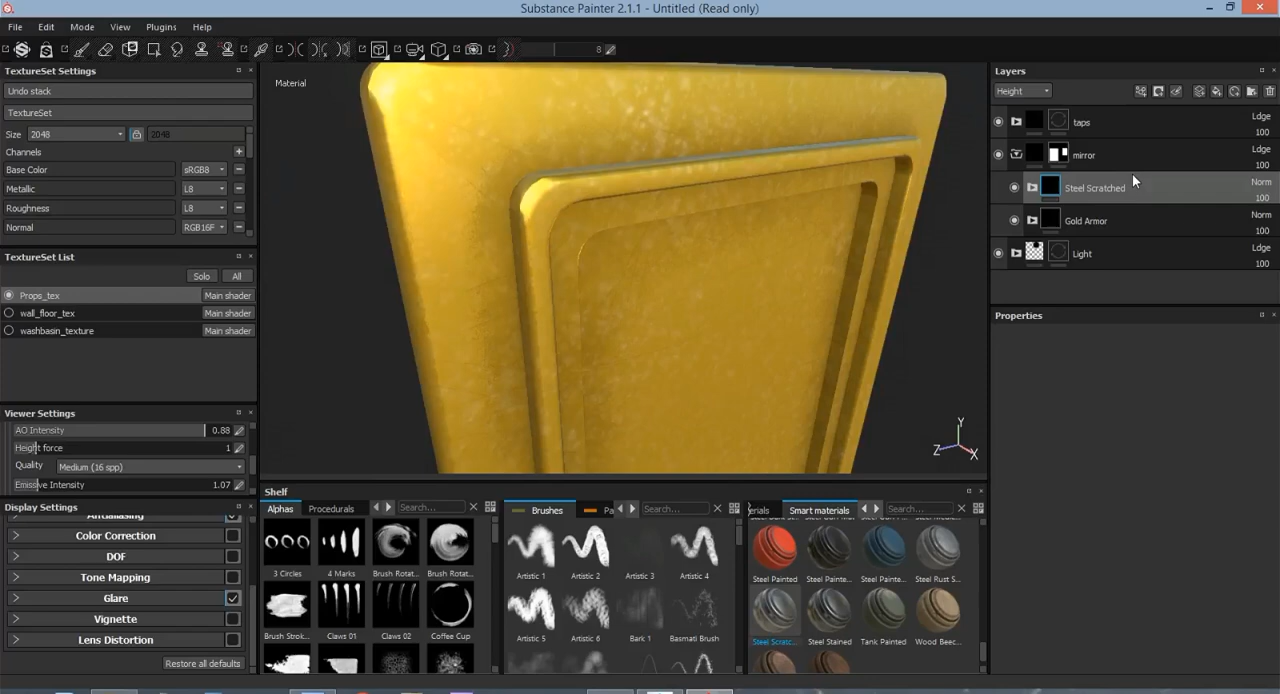 Substance Painter 2.1.1 - Untitled (Read only)
File Edit Mode View Plugins Help
8
TextureSet Settings
Undo stack
TextureSet
Size 2048 2048
Channels
Base Color sRGB8
Metallic L8
Roughness L8
Normal RGB16F
TextureSet List
Solo All
Props_tex Main shader
wall_floor_tex Main shader
washbasin_texture Main shader
Viewer Settings
AO Intensity 0.88
Height force 1
Quality Medium (16 spp)
Emissive Intensity 1.07
Display Settings
Antialiasing
Color Correction
DOF
Tone Mapping
Glare
Vignette
Lens Distortion
Restore all defaults
Material
Y
Z
X
Shelf
Alphas Procedurals Search...
3 Circles 4 Marks Brush Rotat... Brush Rotat...
Brush Strok... Claws 01 Claws 02 Coffee Cup
Brushes Pa Search...
Artistic 1 Artistic 2 Artistic 3 Artistic 4
Artistic 5 Artistic 6 Bark 1 Basmati Brush
erials Smart materials Search...
Steel Painted Steel Painte... Steel Painte... Steel Rust S...
Steel Scratc... Steel Stained Tank Painted Wood Beec...
Layers
Height
taps Ldge
100
mirror Ldge
100
Steel Scratched Norm
100
Gold Armor Norm
100
Light Ldge
100
Properties